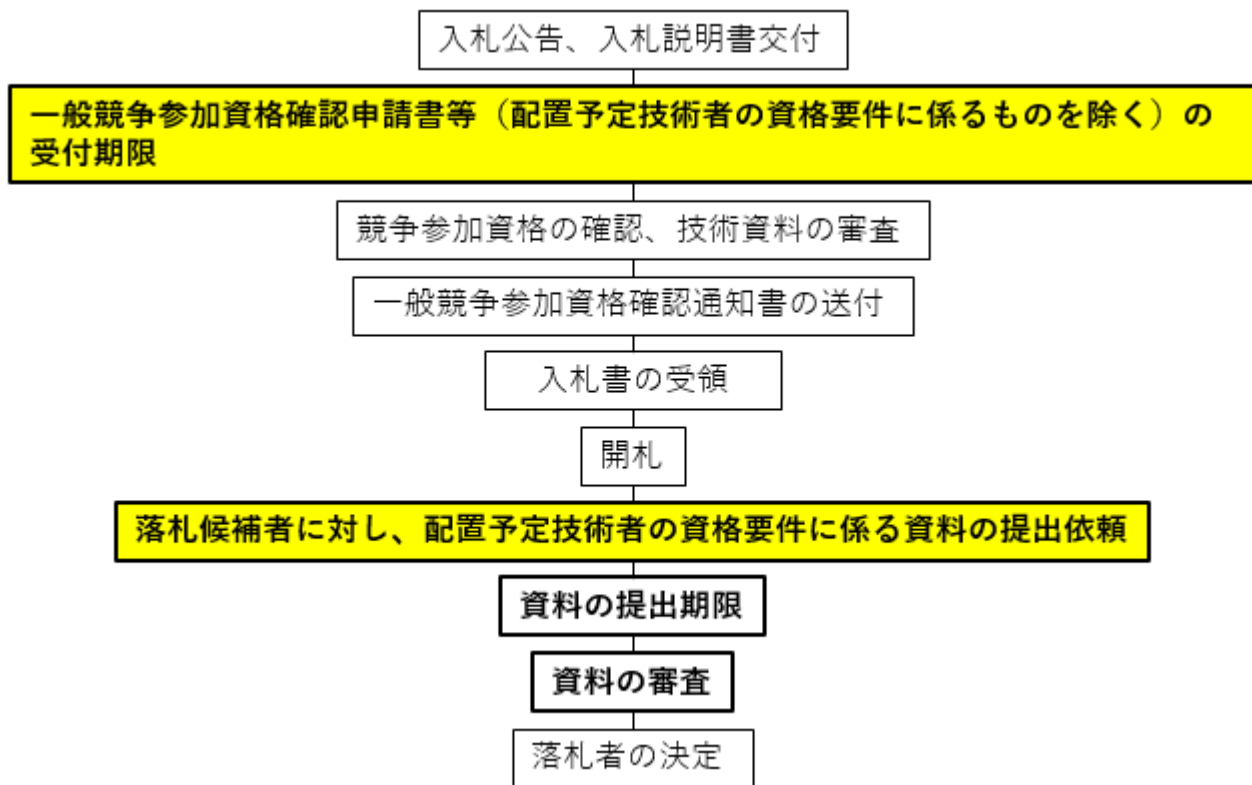 入札公告、入札説明書交付
一般競争参加資格確認申請書等（配置予定技術者の資格要件に係るものを除く）の
受付期限
競争参加資格の確認、技術資料の審査
一般競争参加資格確認通知書の送付
入札書の受領
開札
落札候補者に対し、配置予定技術者の資格要件に係る資料の提出依頼
資料の提出期限
資料の審査
落札者の決定